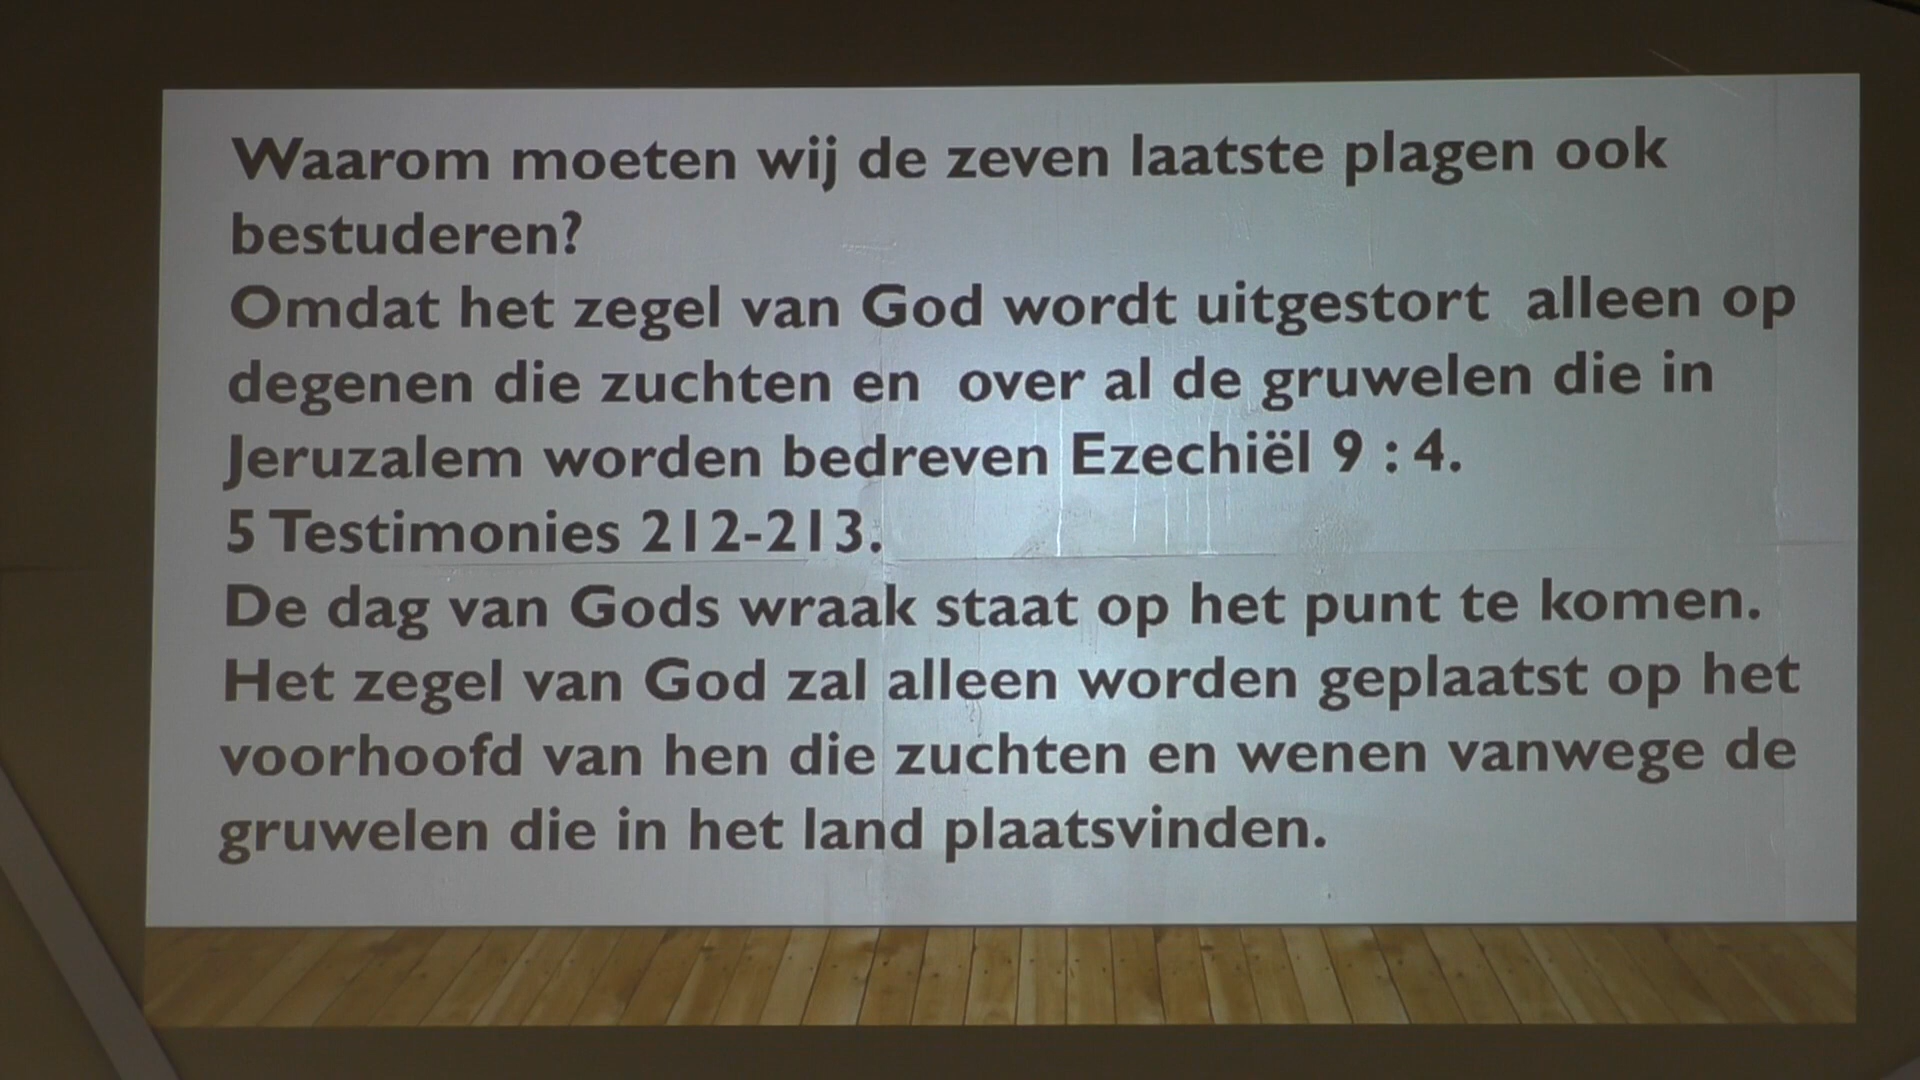 Waarom moeten wij de zeven laatste plagen ook
bestuderen?
Omdat het zegel van God wordt uitgestort  alleen op
degenen die zuchten en  over al de gruwelen die in
Jeruzalem worden bedreven Ezechiël 9 : 4.
5 Testimonies 212-213.
De dag van Gods wraak staat op het punt te komen.
Het zegel van God zal alleen worden geplaatst op het
voorhoofd van hen die zuchten en wenen vanwege de
gruwelen die in het land plaatsvinden.